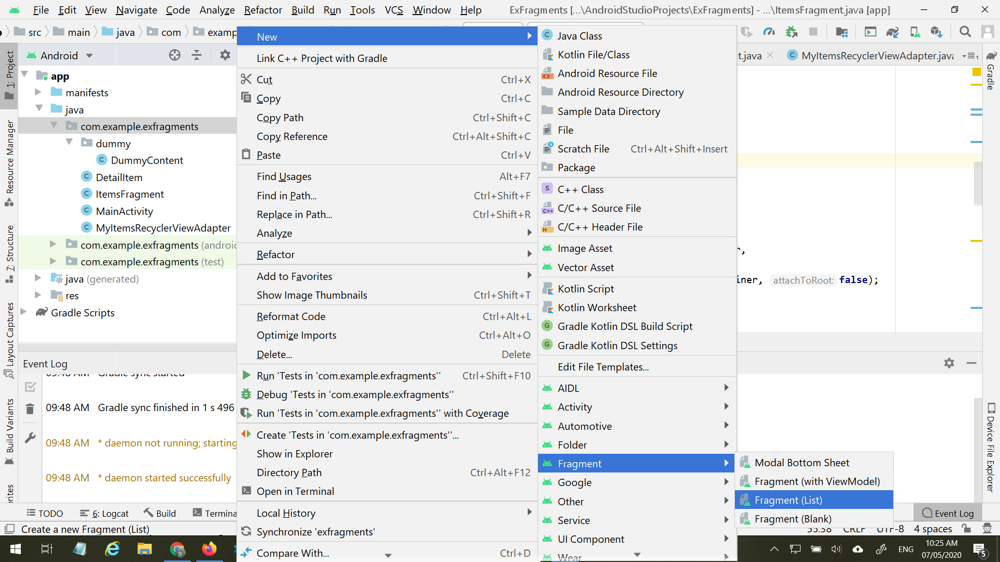 File Edit View Navigate Code Analyze Refactor Build Run Tools VCS Window Help ExFragments [...\AndroidStudioProjects\ExFragments] - ...\ItemsFragment.java [app]
src main java com examp
Android
t.java MyItemsRecyclerViewAdapter.java
1: Project
Resource Manager
7: Structure
Layout Captures
Build Variants
Gradle
Device File Explorer
app
manifests
java
com.example.exfragments
dummy
DummyContent
DetailItem
ItemsFragment
MainActivity
MyItemsRecyclerViewAdapter
com.example.exfragments (androi
com.example.exfragments (test)
java (generated)
res
Gradle Scripts
New
Link C++ Project with Gradle
Cut Ctrl+X
Copy Ctrl+C
Copy Path Ctrl+Shift+C
Copy Reference Ctrl+Alt+Shift+C
Paste Ctrl+V
Find Usages Alt+F7
Find in Path... Ctrl+Shift+F
Replace in Path... Ctrl+Shift+R
Analyze
Refactor
Add to Favorites
Show Image Thumbnails Ctrl+Shift+T
Reformat Code Ctrl+Alt+L
Optimize Imports Ctrl+Alt+O
Delete... Delete
Run 'Tests in 'com.example.exfragments'' Ctrl+Shift+F10
Debug 'Tests in 'com.example.exfragments''
Run 'Tests in 'com.example.exfragments'' with Coverage
Create 'Tests in 'com.example.exfragments''...
Show in Explorer
Directory Path Ctrl+Alt+F12
Open in Terminal
Local History
Synchronize 'exfragments'
Compare With... Ctrl+D
Java Class
Kotlin File/Class
Android Resource File
Android Resource Directory
Sample Data Directory
File
Scratch File Ctrl+Alt+Shift+Insert
Package
C++ Class
C/C++ Source File
C/C++ Header File
Image Asset
Vector Asset
Kotlin Script
Kotlin Worksheet
Gradle Kotlin DSL Build Script
Gradle Kotlin DSL Settings
Edit File Templates...
AIDL
Activity
Automotive
Folder
Fragment
Google
Other
Service
UI Component
Wear
Modal Bottom Sheet
Fragment (with ViewModel)
Fragment (List)
Fragment (Blank)
r,
iner, attachToRoot: false);
Event Log
09:48 AM Gradle sync started
09:48 AM Gradle sync finished in 1 s 496
09:48 AM * daemon not running; starting
09:48 AM * daemon started successfully
TODO 6: Logcat Build Termina Event Log
Create a new Fragment (List) 55:38 CRLF UTF-8 4 spaces
ENG 10:25 AM
07/05/2020 5